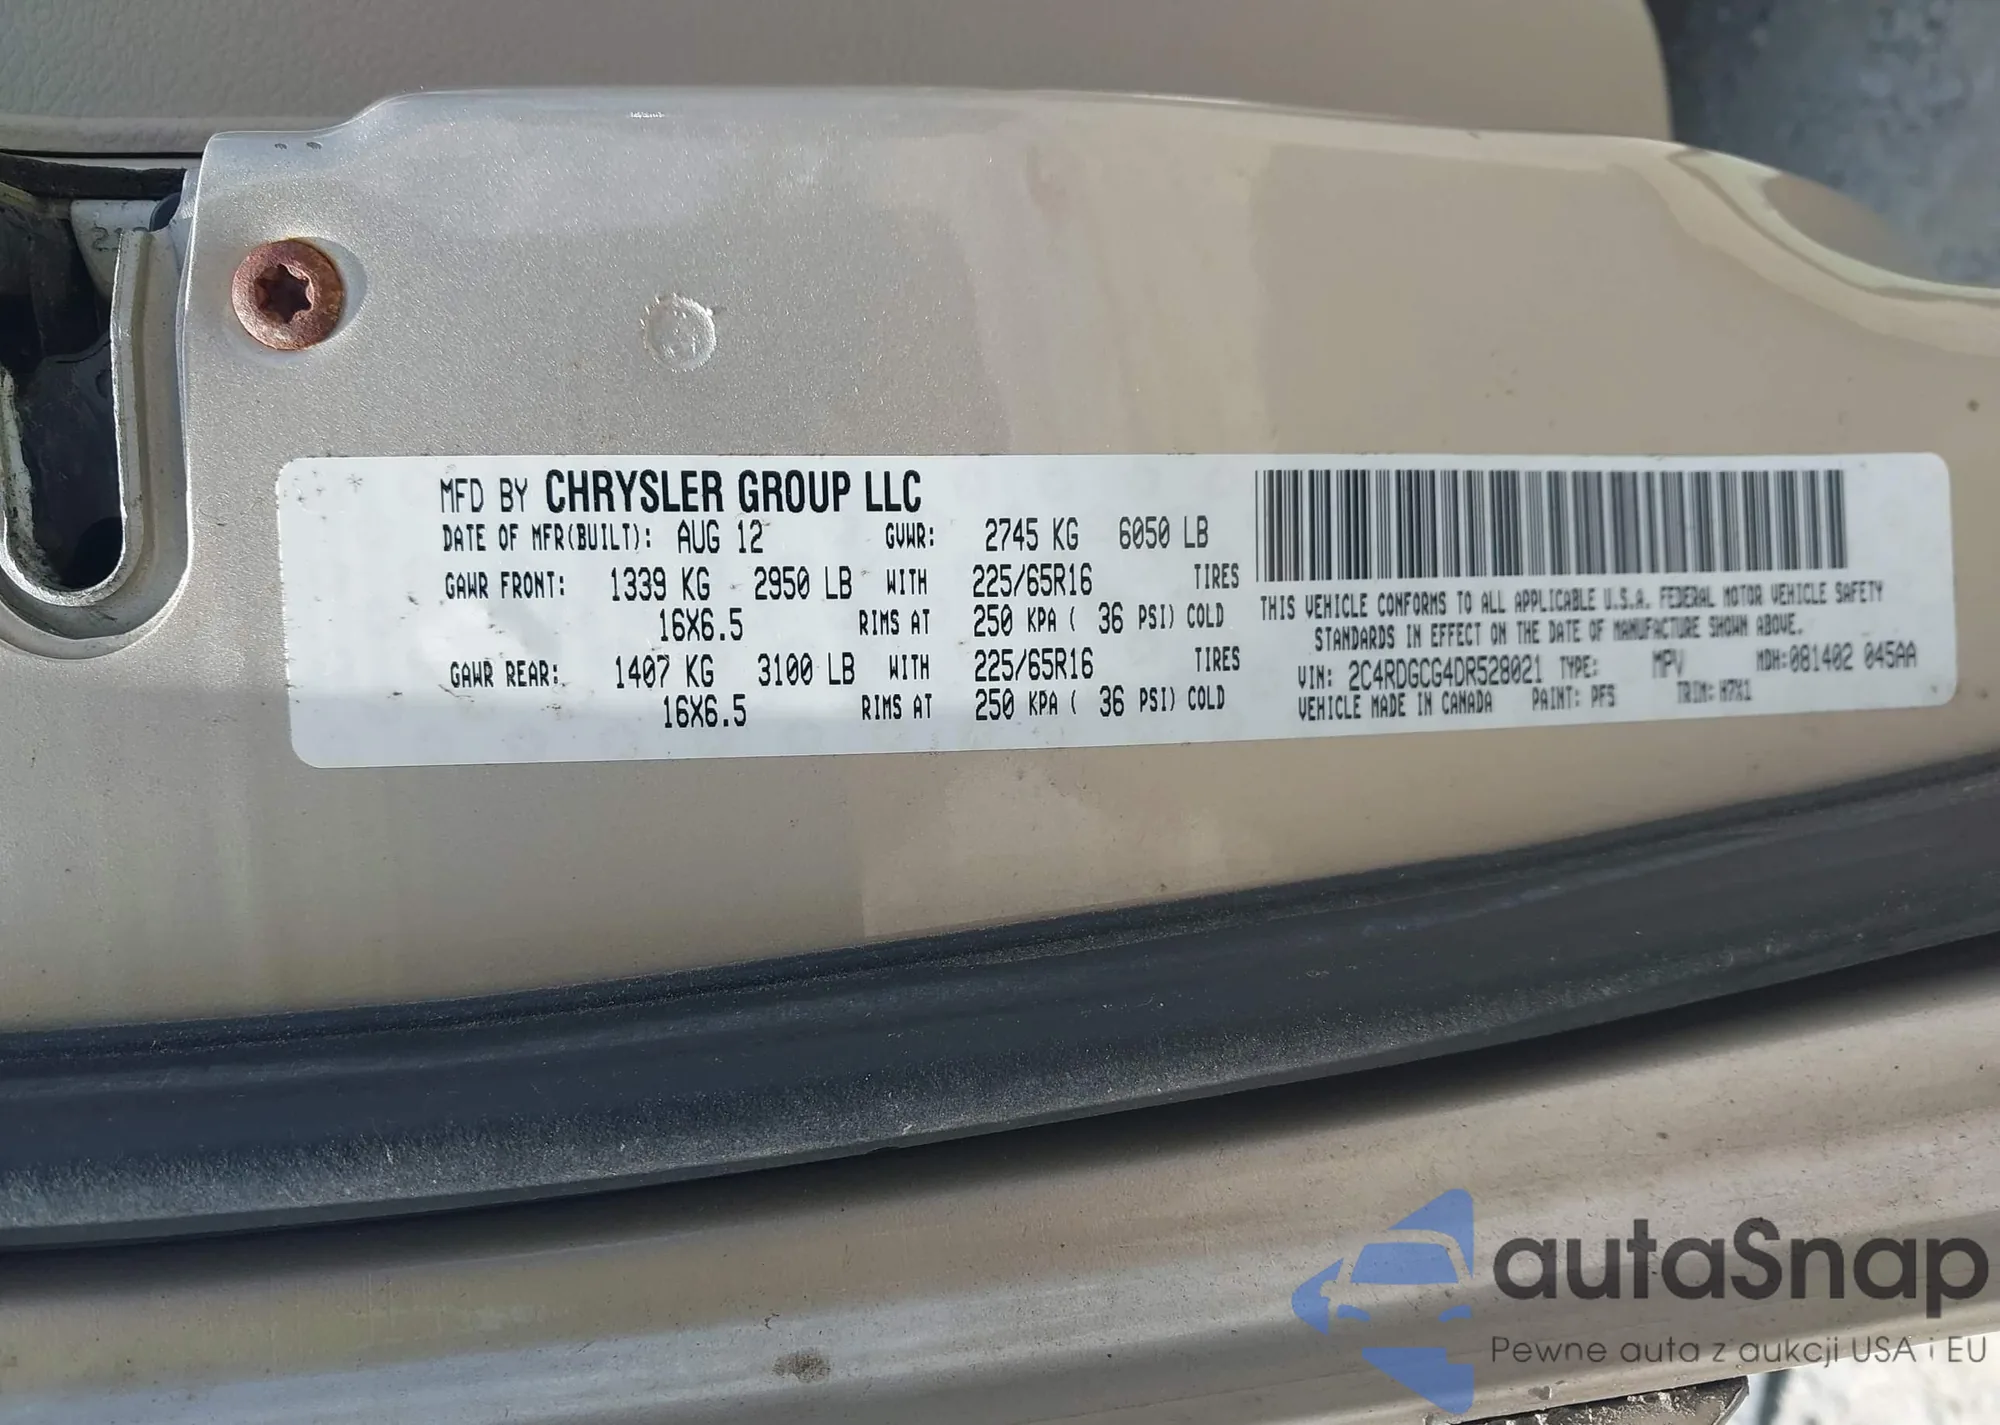 MFD BY CHRYSLER GROUP LLC
DATE OF MFR(BUILT): AUG 12 GVWR: 2745 KG 6050 LB
GAWR FRONT: 1339 KG 2950 LB WITH 225/65R16 TIRES
16X6.5 RIMS AT 250 KPA ( 36 PSI) COLD
GAWR REAR: 1407 KG 3100 LB WITH 225/65R16 TIRES
16X6.5 RIMS AT 250 KPA ( 36 PSI) COLD
THIS VEHICLE CONFORMS TO ALL APPLICABLE U.S.A. FEDERAL MOTOR VEHICLE SAFETY
STANDARDS IN EFFECT ON THE DATE OF MANUFACTURE SHOWN ABOVE.
VIN: 2C4RDGCG4DR528021 TYPE: MPV MDH:081402 045AA
VEHICLE MADE IN CANADA PAINT: PFS TRIM:
autaSnap
Pewne auta z aukcji USA i EU